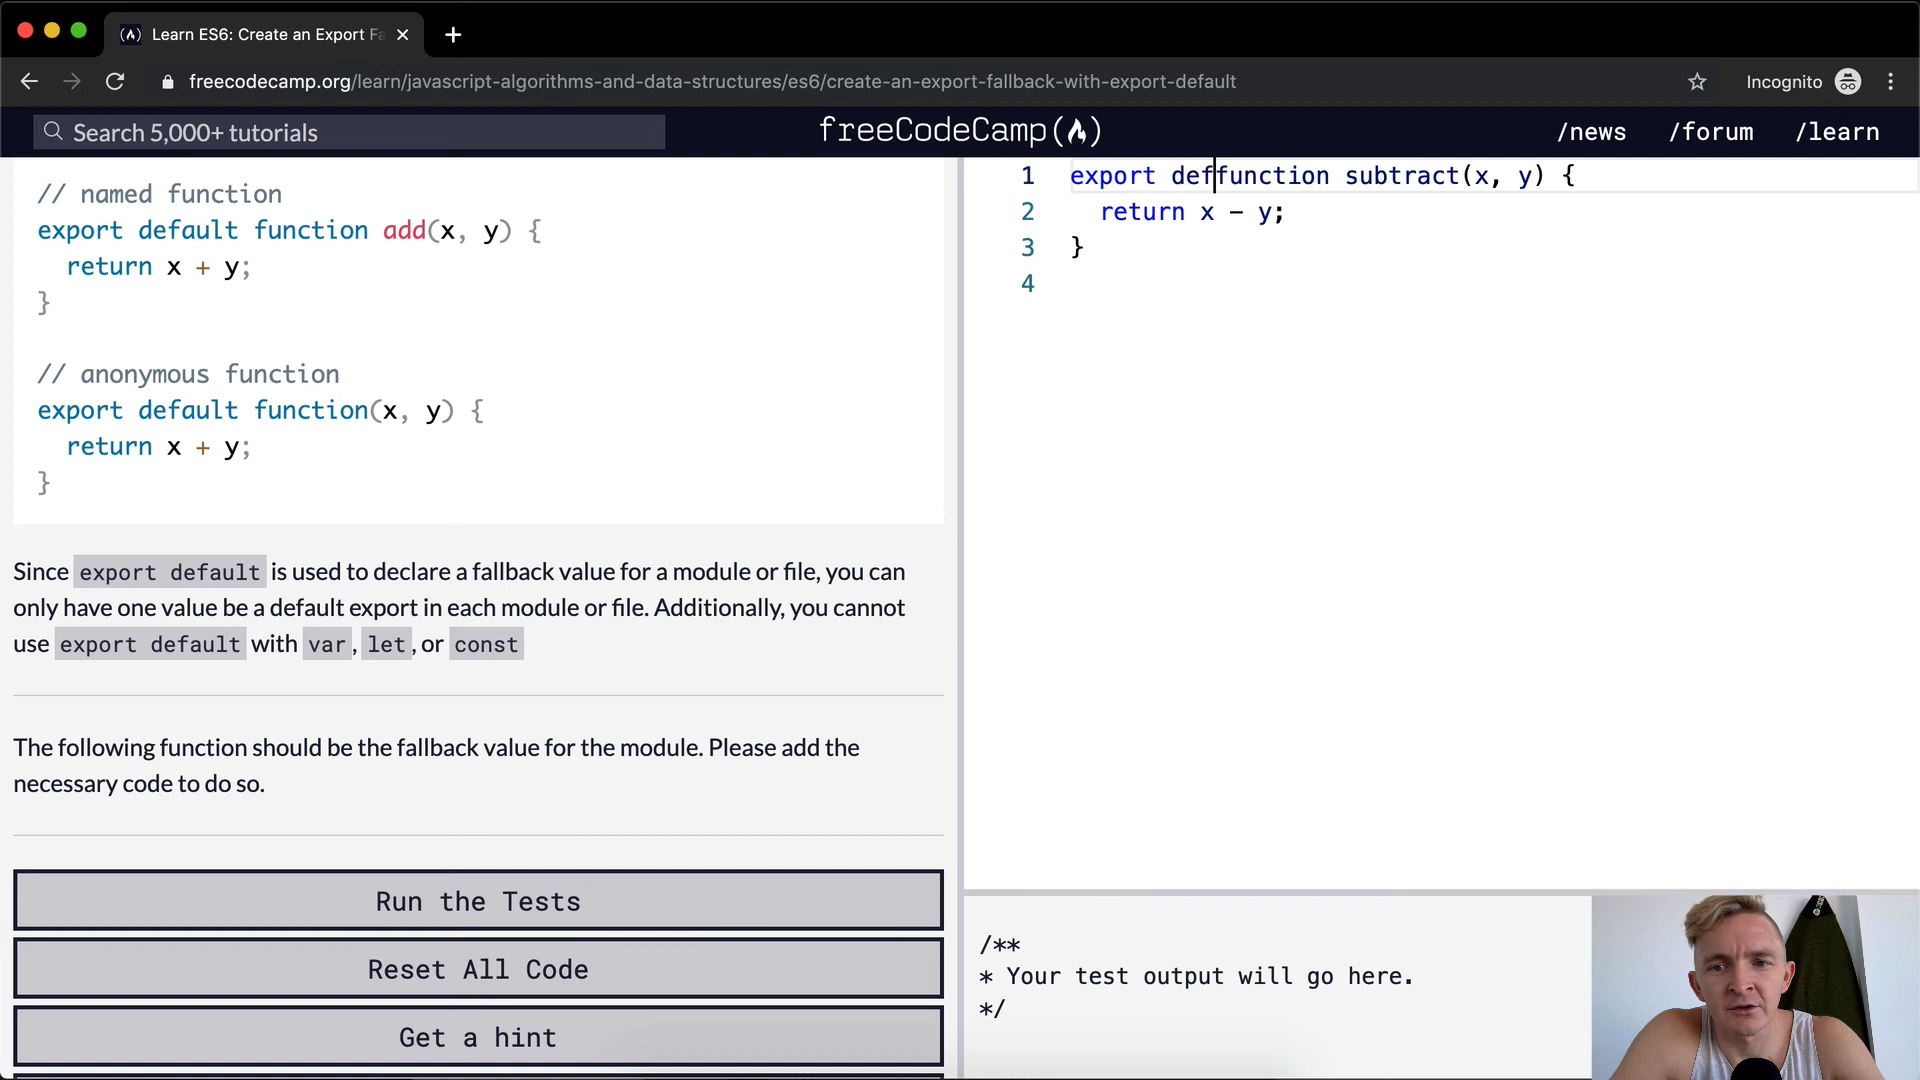 Learn ES6: Create an Export Fa
freecodecamp.org/learn/javascript-algorithms-and-data-structures/es6/create-an-export-fallback-with-export-default
Incognito
Search 5,000+ tutorials
freeCodeCamp
/news /forum /learn
// named function
export default function add(x, y) {
return x + y;
}
// anonymous function
export default function(x, y) {
return x + y;
}
Since export default is used to declare a fallback value for a module or file, you can
only have one value be a default export in each module or file. Additionally, you cannot
use export default with var, let, or const
The following function should be the fallback value for the module. Please add the
necessary code to do so.
Run the Tests
Reset All Code
Get a hint
1 export deffunction subtract(x, y) {
2 return x - y;
3 }
4
/**
* Your test output will go here.
*/